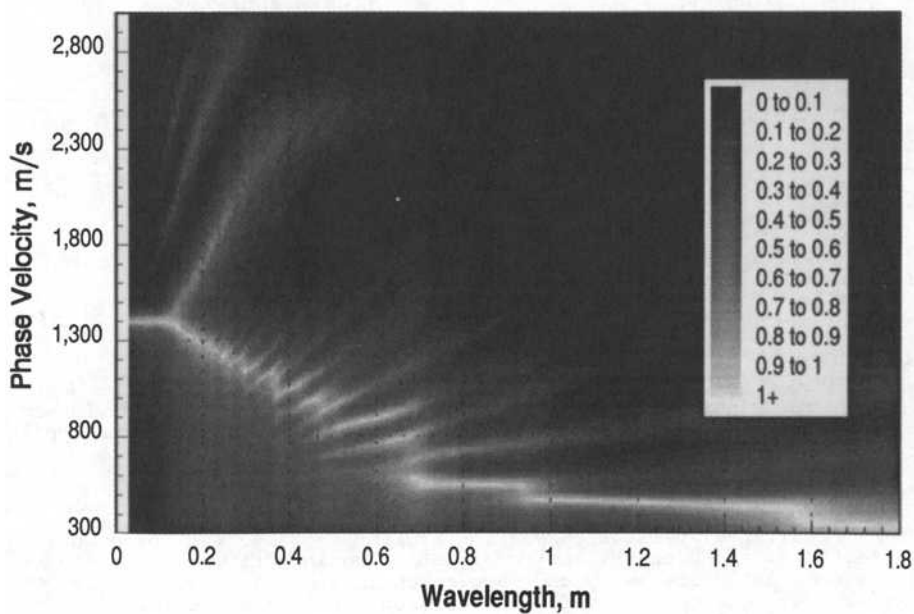 2,800
2,300
1,800
1,300
800
300
Phase Velocity, m/s
0 to 0.1
0.1 to 0.2
0.2 to 0.3
0.3 to 0.4
0.4 to 0.5
0.5 to 0.6
0.6 to 0.7
0.7 to 0.8
0.8 to 0.9
0.9 to 1
1+
0 0.2 0.4 0.6 0.8 1 1.2 1.4 1.6 1.8
Wavelength, m